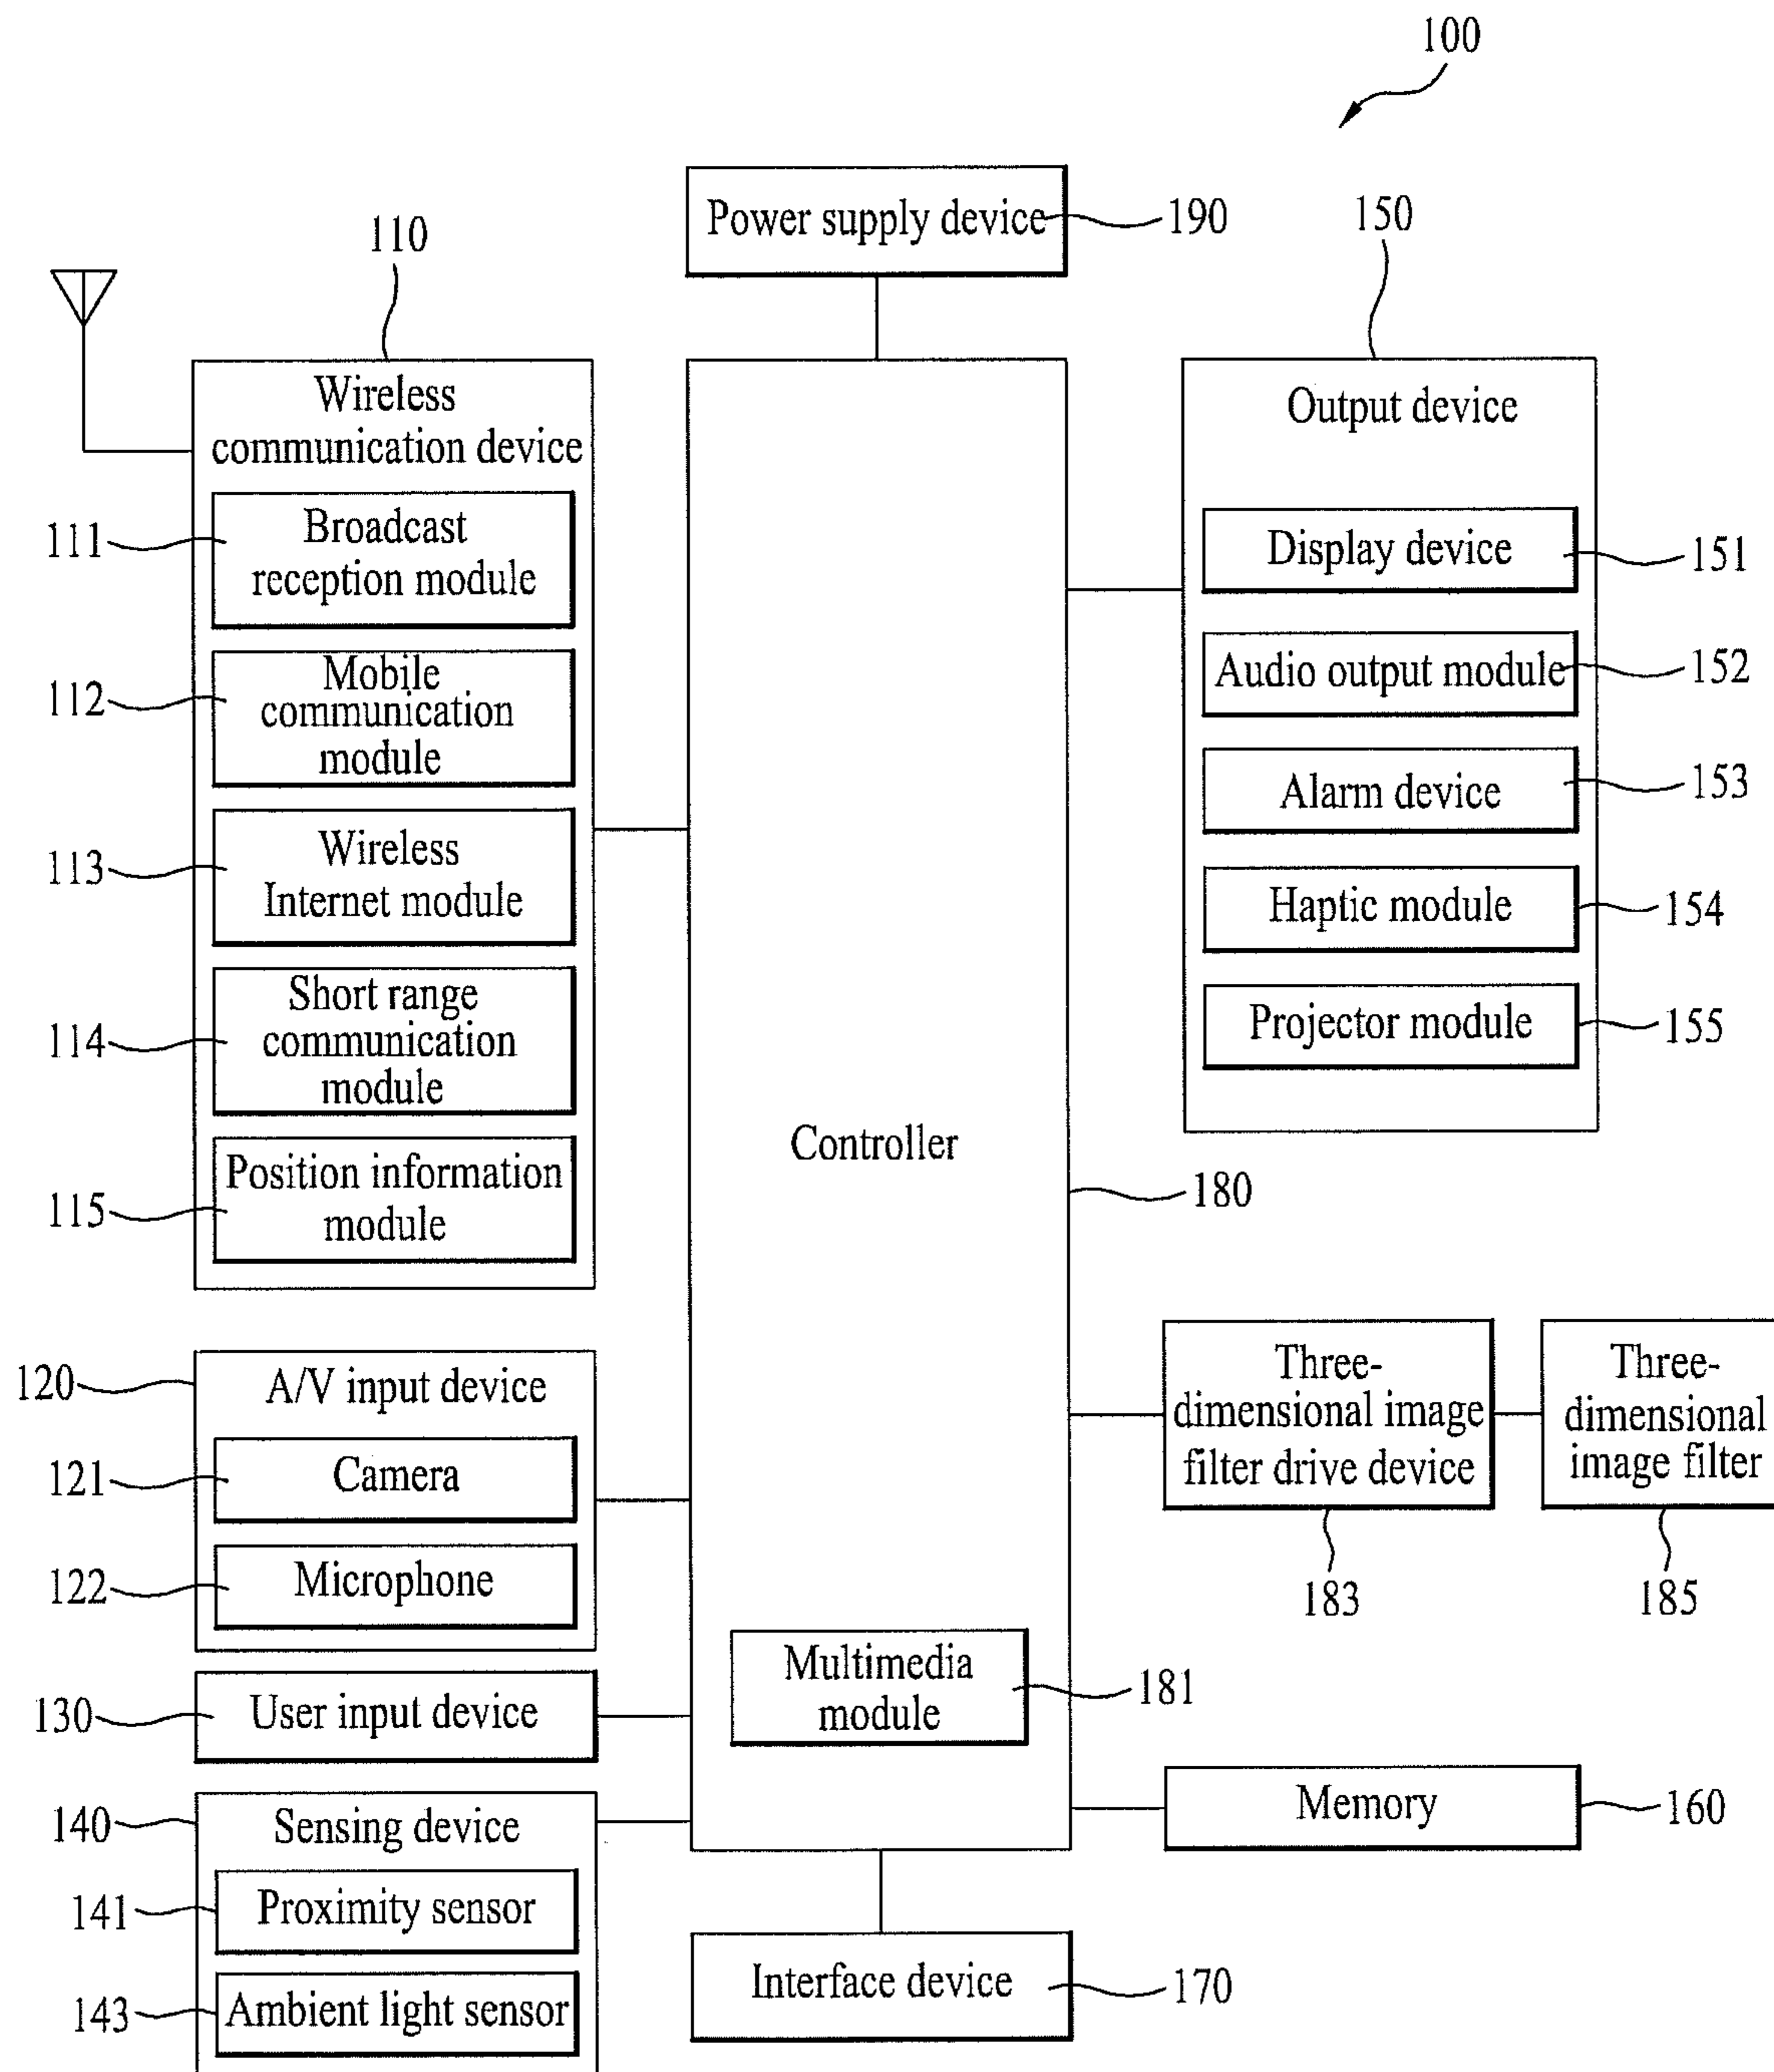 100
Power supply device
190
110
150
Wireless
communication device
111
Broadcast
reception module
112
Mobile
communication
module
113
Wireless
Internet module
114
Short range
communication
module
115
Position information
module
Output device
Display device
151
Audio output module
152
Alarm device
153
Haptic module
154
Projector module
155
Controller
180
120
A/V input device
121
Camera
122
Microphone
Three-
dimensional image
filter drive device
183
Three-
dimensional
image filter
185
Multimedia
module
181
130
User input device
140
Sensing device
141
Proximity sensor
143
Ambient light sensor
Memory
160
Interface device
170